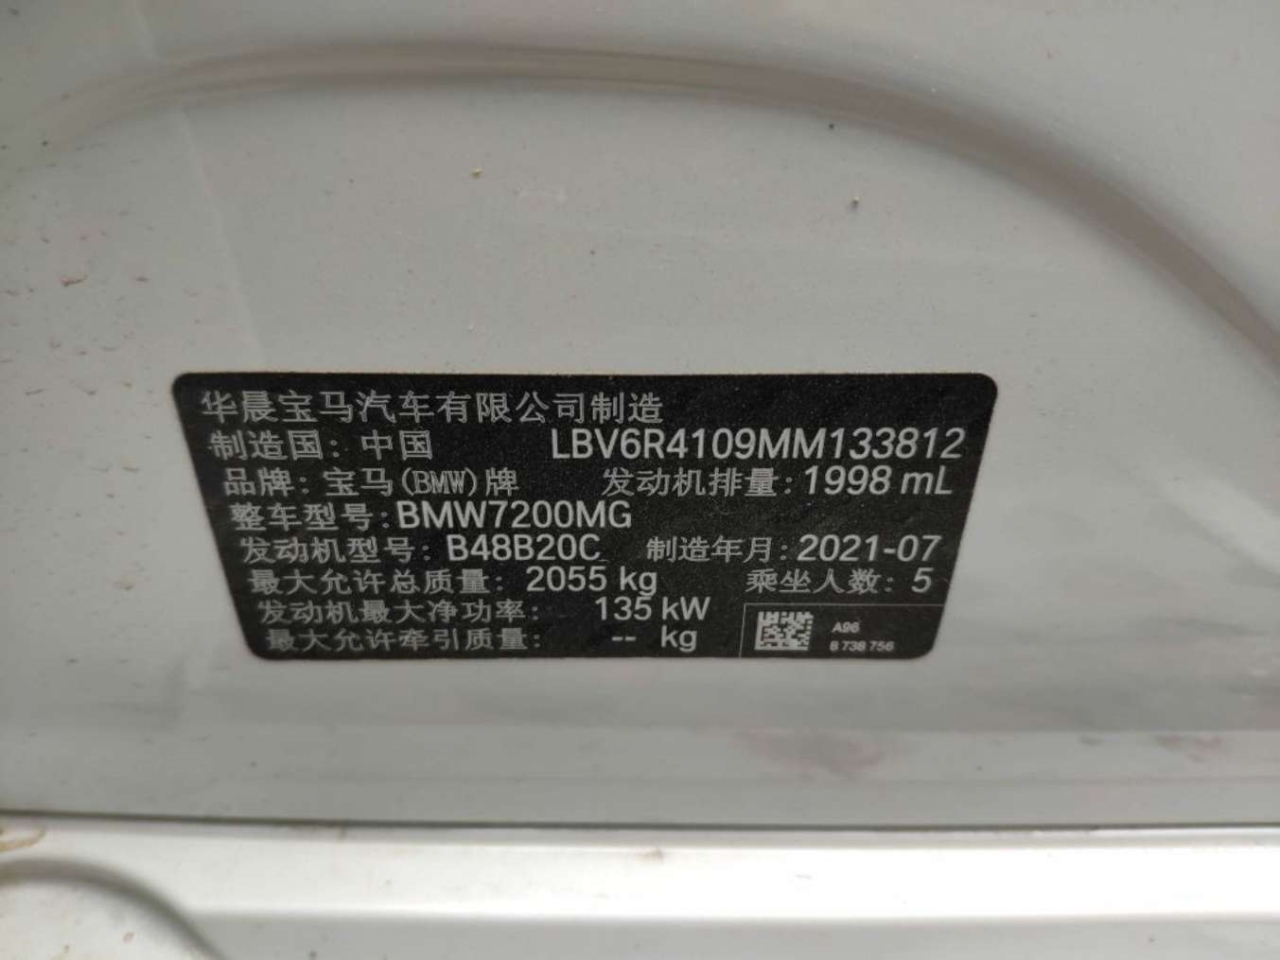 华晨宝马汽车有限公司制造
制造国: 中国 LBV6R4109MM133812
品牌: 宝马(BMW)牌 发动机排量: 1998 mL
整车型号: BMW7200MG
发动机型号: B48B20C 制造年月: 2021-07
最大允许总质量: 2055 kg 乘坐人数: 5
发动机最大净功率: 135 kW
最大允许牵引质量: -- kg
A96
8 738 756